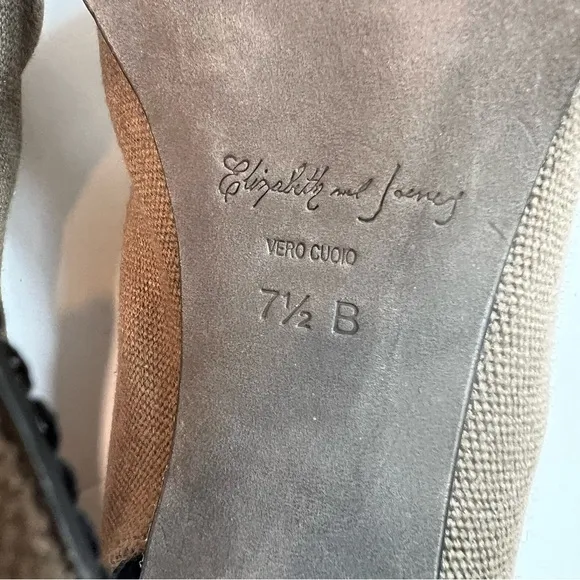 Elizabeth and James
VERO CUOIO
7½ B